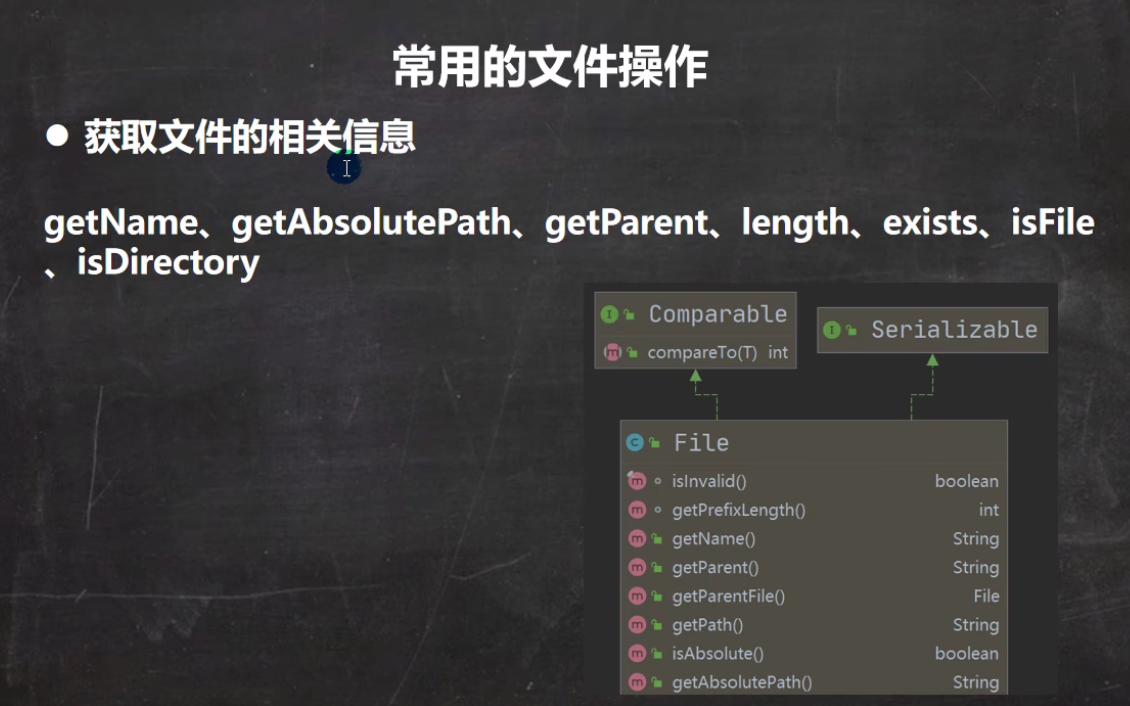 常用的文件操作
● 获取文件的相关信息
getName、getAbsolutePath、getParent、length、exists、isFile
、isDirectory
I Comparable
m compareTo(T) int
I Serializable
C File
m isInvalid() boolean
m getPrefixLength() int
m getName() String
m getParent() String
m getParentFile() File
m getPath() String
m isAbsolute() boolean
m getAbsolutePath() String